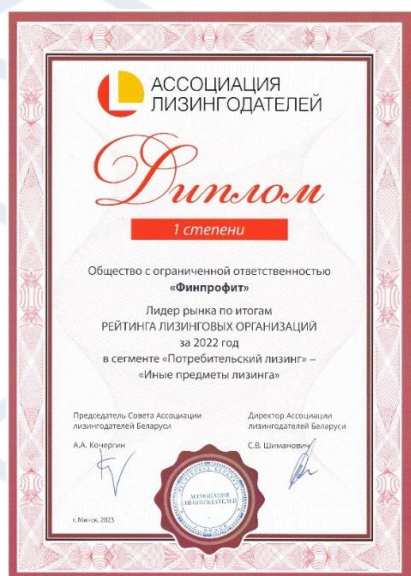 АССОЦИАЦИЯ
ЛИЗИНГОДАТЕЛЕЙ
Диплом
1 степени
Общество с ограниченной ответственностью
«Финпрофит»
Лидер рынка по итогам
РЕЙТИНГА ЛИЗИНГОВЫХ ОРГАНИЗАЦИЙ
за 2022 год
в сегменте «Потребительский лизинг» –
«Иные предметы лизинга»
Председатель Совета Ассоциации
лизингодателей Беларуси
А.А. Кочергин
Директор Ассоциации
лизингодателей Беларуси
С.В. Шиманович
АССОЦИАЦИЯ
ЛИЗИНГОДАТЕЛЕЙ
г. Минск, 2023